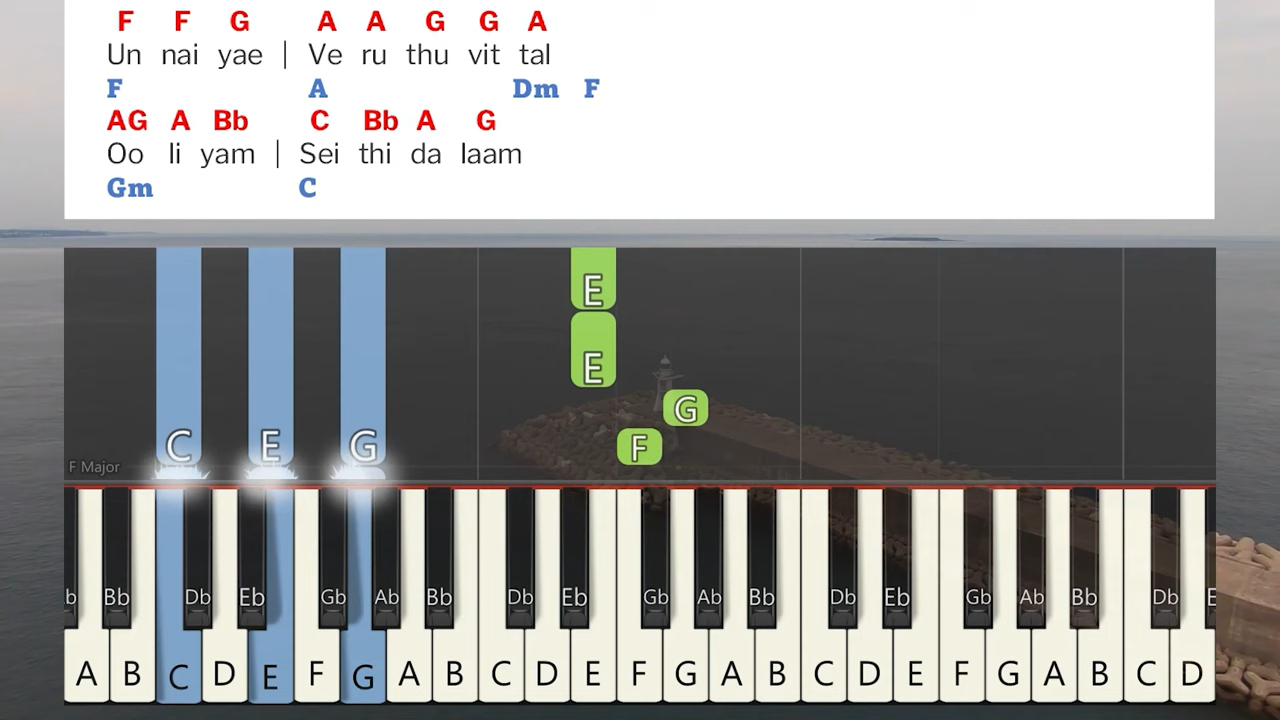 F F G A A G G A
Un nai yae | Ve ru thu vit tal
F A Dm F
AG A Bb C Bb A G
Oo li yam | Sei thi da laam
Gm C
E
E
G
C E G F
F Major
b Bb Db Eb Gb Ab Bb Db Eb Gb Ab Bb Db Eb Gb Ab Bb Db E
A B C D E F G A B C D E F G A B C D E F G A B C D